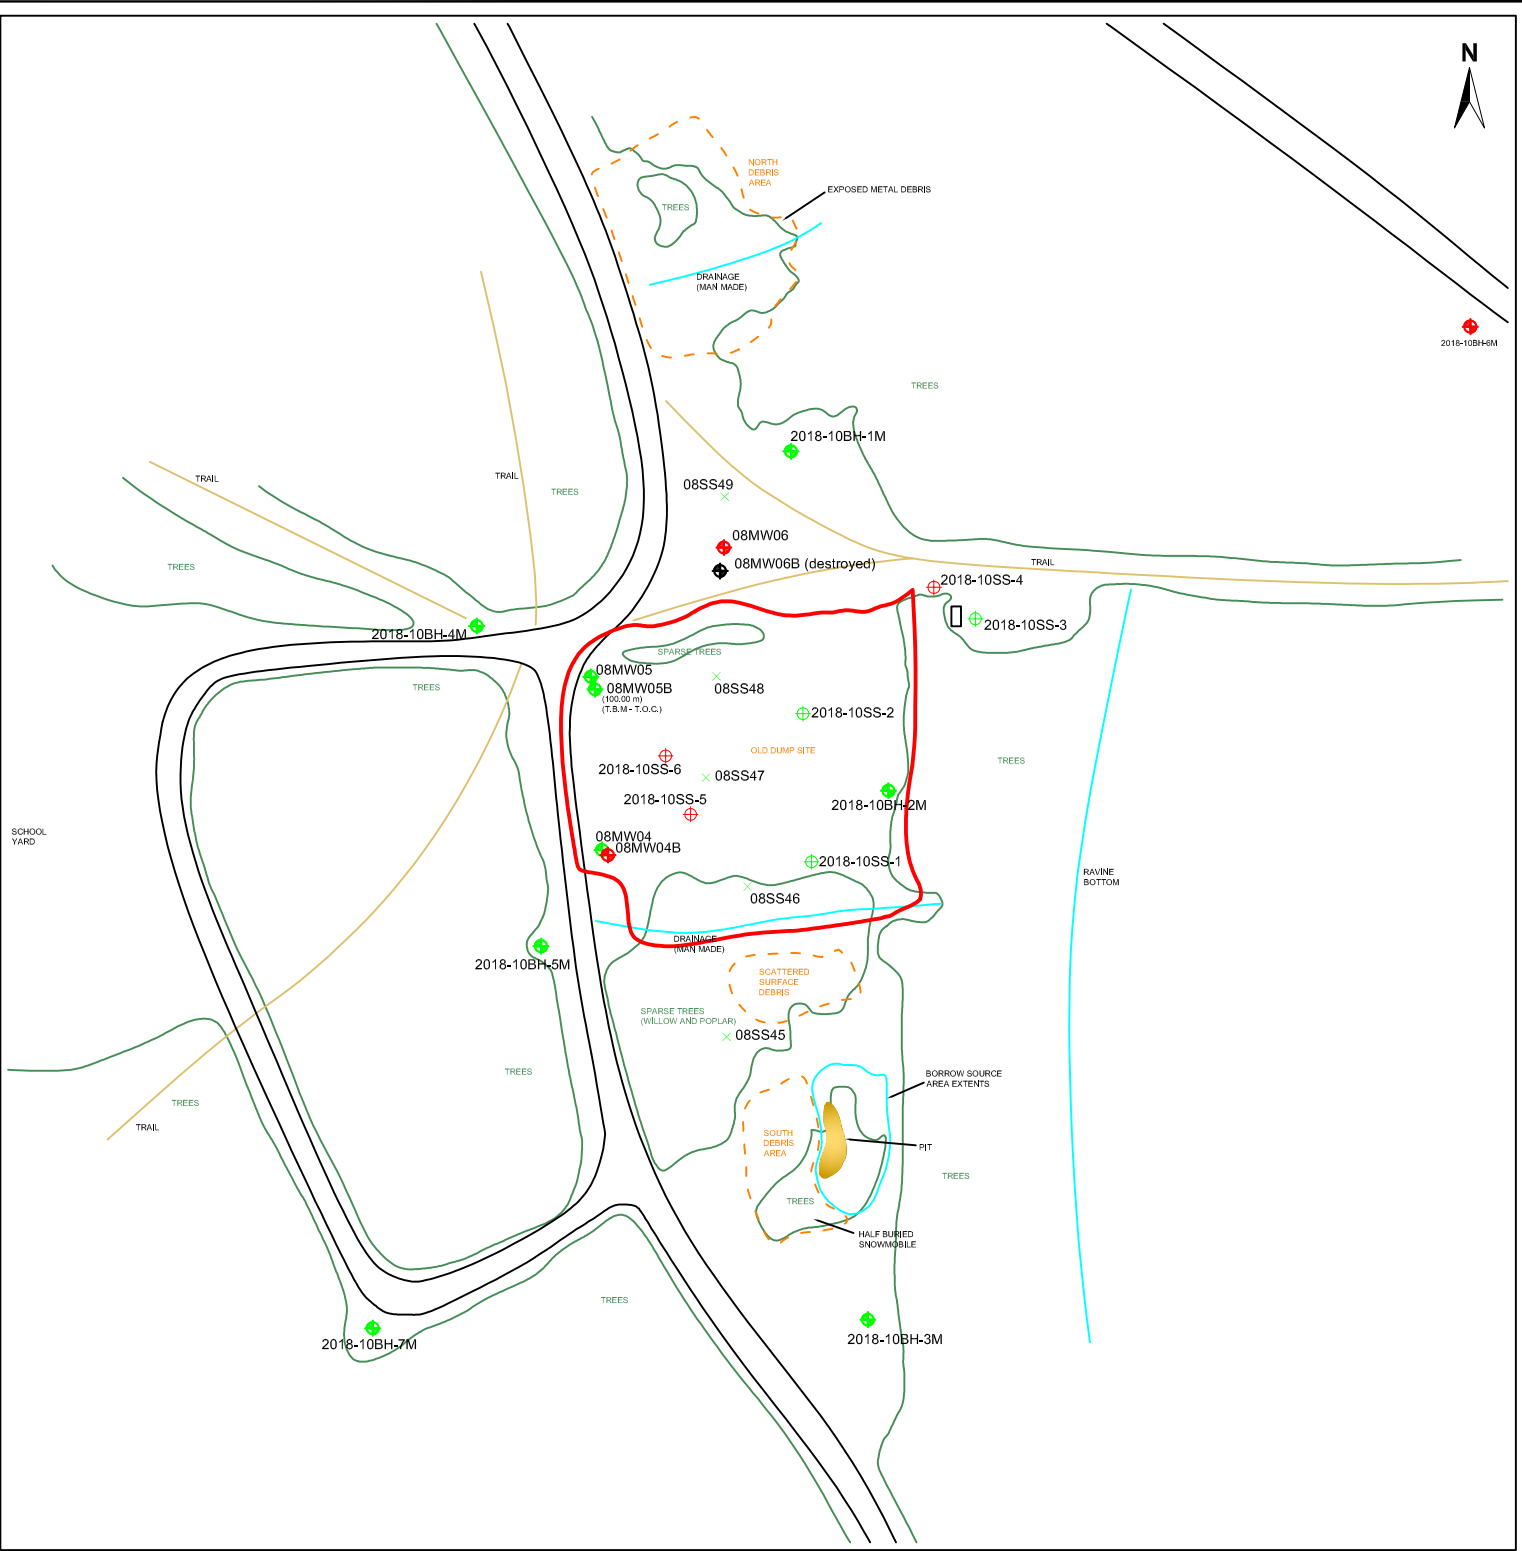 N
NORTH
DEBRIS
AREA
EXPOSED METAL DEBRIS
TREES
DRAINAGE
(MAN MADE)
2018-10BH-6M
TREES
2018-10BH-1M
TRAIL
TRAIL
TREES
08SS49
08MW06
08MW06B (destroyed)
TRAIL
TREES
2018-10SS-4
2018-10SS-3
2018-10BH-4M
SPARSE TREES
08MW05
08MW05B
(100.00 m)
(T.B.M - T.O.C.)
08SS48
TREES
2018-10SS-2
OLD DUMP SITE
TREES
2018-10SS-6
08SS47
2018-10SS-5
2018-10BH-2M
SCHOOL
YARD
08MW04
08MW04B
2018-10SS-1
RAVINE
BOTTOM
08SS46
DRAINAGE
(MAN MADE)
2018-10BH-5M
SCATTERED
SURFACE
DEBRIS
SPARSE TREES
(WILLOW AND POPLAR)
08SS45
TREES
BORROW SOURCE
AREA EXTENTS
TREES
TRAIL
SOUTH
DEBRIS
AREA
PIT
TREES
TREES
HALF BURIED
SNOWMOBILE
TREES
2018-10BH-7M
2018-10BH-3M